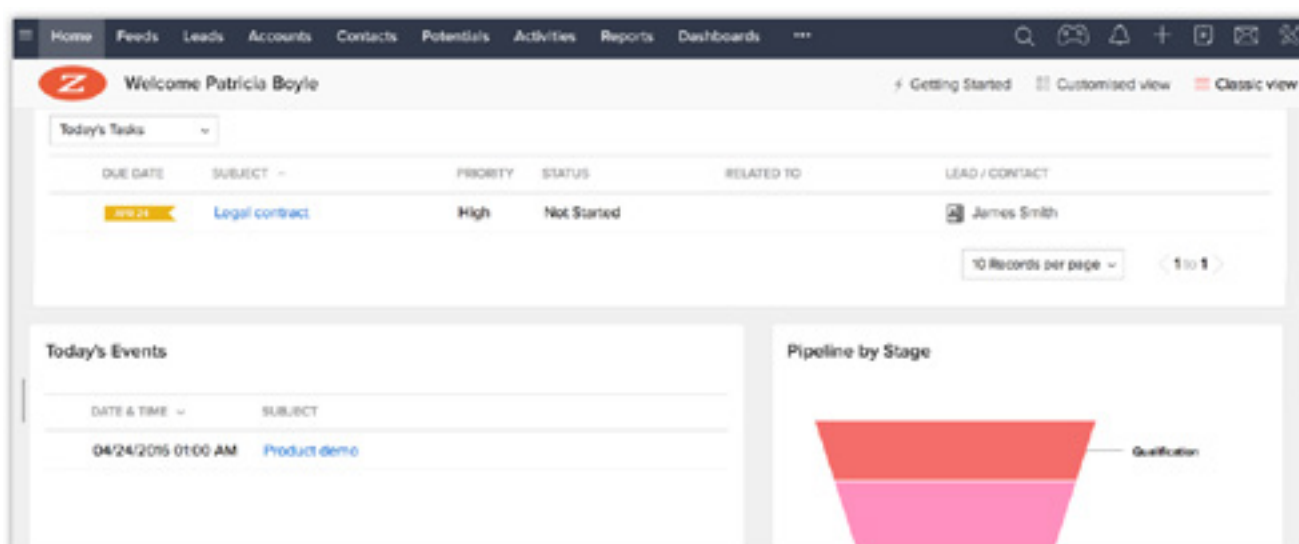 Home Feeds Leads Accounts Contacts Potentials Activities Reports Dashboards •••
Z Welcome Patricia Boyle Getting Started Customised view Classic view
Today's Tasks
DUE DATE SUBJECT PRIORITY STATUS RELATED TO LEAD / CONTACT
APR 24 Legal contract High Not Started James Smith
10 Records per page 1 to 1
Today's Events
Pipeline by Stage
DATE & TIME SUBJECT
04/24/2016 01:00 AM Product demo
Qualification